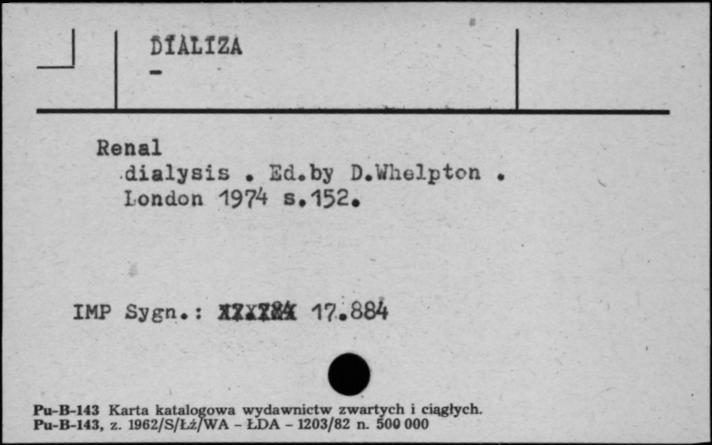 DIALIZA
-
Renal
dialysis . Ed.by D.Whelpton .
London 1974 s.152.
IMP Sygn.: 17.884
Pu-B-143 Karta katalogowa wydawnictw zwartych i ciągłych.
Pu-B-143, z. 1962/S/Łż/WA - ŁDA - 1203/82 n. 500 000